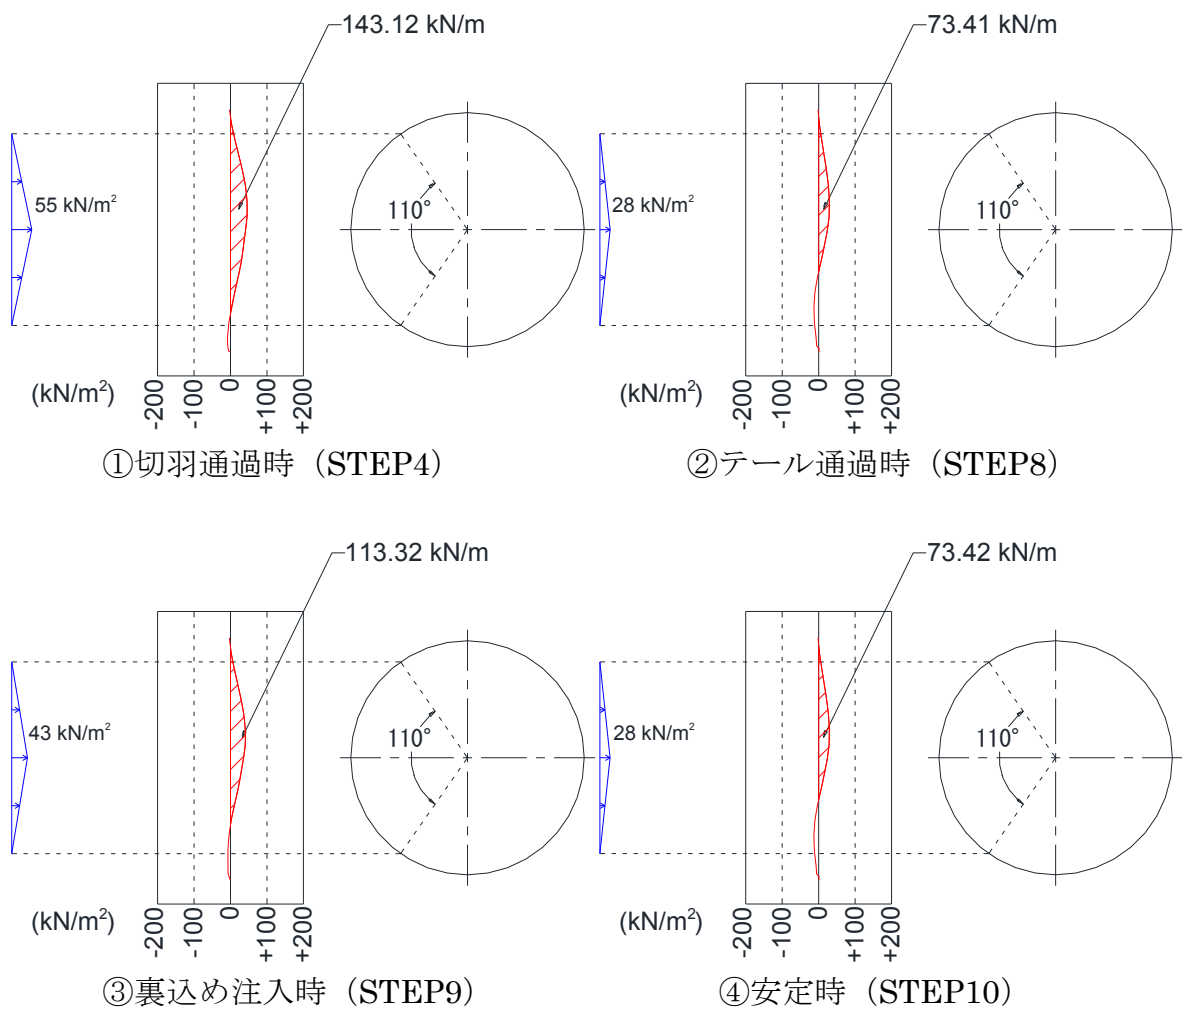 143.12 kN/m
55 kN/m²
110°
(kN/m²)
-200
-100
0
+100
+200
①切羽通過時（STEP4）
73.41 kN/m
28 kN/m²
110°
(kN/m²)
-200
-100
0
+100
+200
②テール通過時（STEP8）
113.32 kN/m
43 kN/m²
110°
(kN/m²)
-200
-100
0
+100
+200
③裏込め注入時（STEP9）
73.42 kN/m
28 kN/m²
110°
(kN/m²)
-200
-100
0
+100
+200
④安定時（STEP10）